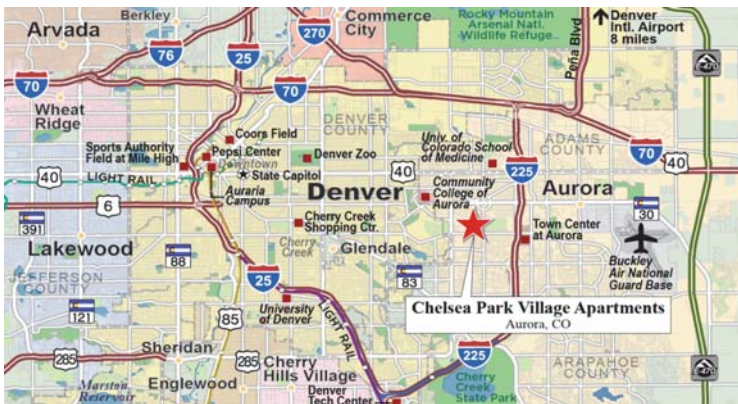 Arvada
Berkley
76
25
270
Commerce
City
Rocky Mountain
Arsenal Natl.
Wildlife Refuge
Peña Blvd
Denver
Intl. Airport
8 miles
E-470
70
70
Wheat
Ridge
DENVER
COUNTY
ADAMS
COUNTY
70
40
Coors Field
Sports Authority
Field at Mile High
Pepsi Center
Downtown
Denver Zoo
Univ. of
Colorado School
of Medicine
225
40
LIGHT RAIL
State Capitol
40
Auraria
Campus
Denver
Community
College of
Aurora
Aurora
6
391
30
Lakewood
Cherry Creek
Shopping Ctr.
Cherry
Creek
Glendale
Town Center
at Aurora
Buckley
Air National
Guard Base
88
JEFFERSON
COUNTY
25
83
121
University
of Denver
LIGHT RAIL
Chelsea Park Village Apartments
Aurora, CO
85
285
Sheridan
285
Cherry
Hills Village
225
ARAPAHOE
COUNTY
E-470
Marston
Reservoir
Englewood
Denver
Tech Center
Cherry
Creek
State Park